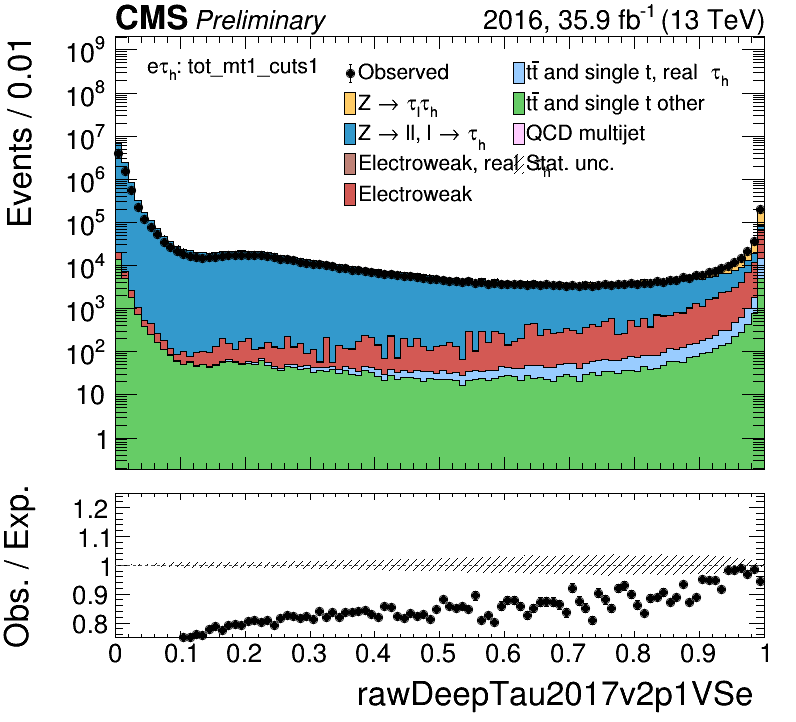 CMS Preliminary 2016, 35.9 fb⁻¹ (13 TeV)
Events / 0.01
10⁹
10⁸
10⁷
10⁶
10⁵
10⁴
10³
10²
10
1
eτh: tot_mt1_cuts1
Observed
Z → τlτh
Z → ll, l → τh
Electroweak, real τh
Electroweak
tt̄ and single t, real τh
tt̄ and single t other
QCD multijet
Stat. unc.
Obs. / Exp.
1.2
1.1
1
0.9
0.8
0 0.1 0.2 0.3 0.4 0.5 0.6 0.7 0.8 0.9 1
rawDeepTau2017v2p1VSe